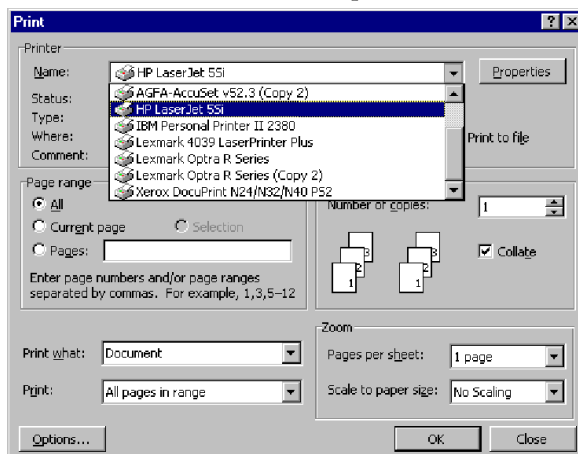 Print
Printer
Name: HP LaserJet 5Si Properties
Status: AGFA-AccuSet v52.3 (Copy 2)
HP LaserJet 5Si
Type: IBM Personal Printer II 2380
Where: Lexmark 4039 LaserPrinter Plus Print to file
Lexmark Optra R Series
Comment: Lexmark Optra R Series (Copy 2)
Xerox DocuPrint N24/N32/N40 PS2
Page range
All Number of copies: 1
Current page Selection
Pages: Collate
Enter page numbers and/or page ranges
separated by commas. For example, 1,3,5–12
1 2 3 1 2 3
Zoom
Print what: Document Pages per sheet: 1 page
Print: All pages in range Scale to paper size: No Scaling
Options... OK Close